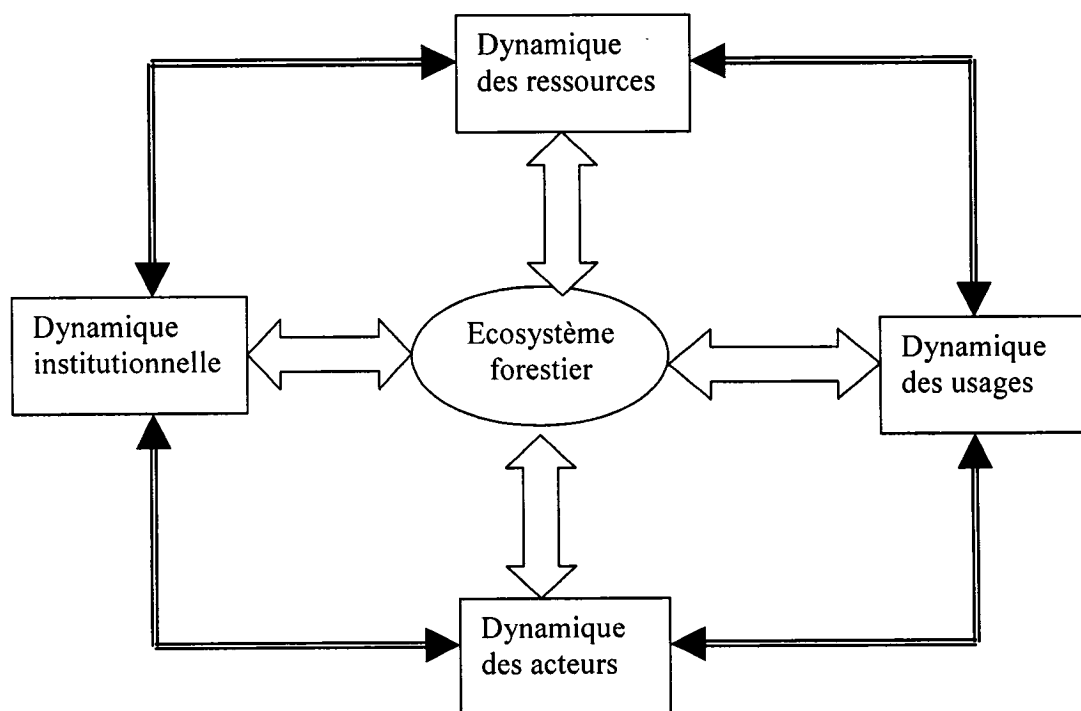 Dynamique
des ressources
Dynamique
institutionnelle
Ecosystème
forestier
Dynamique
des usages
Dynamique
des acteurs